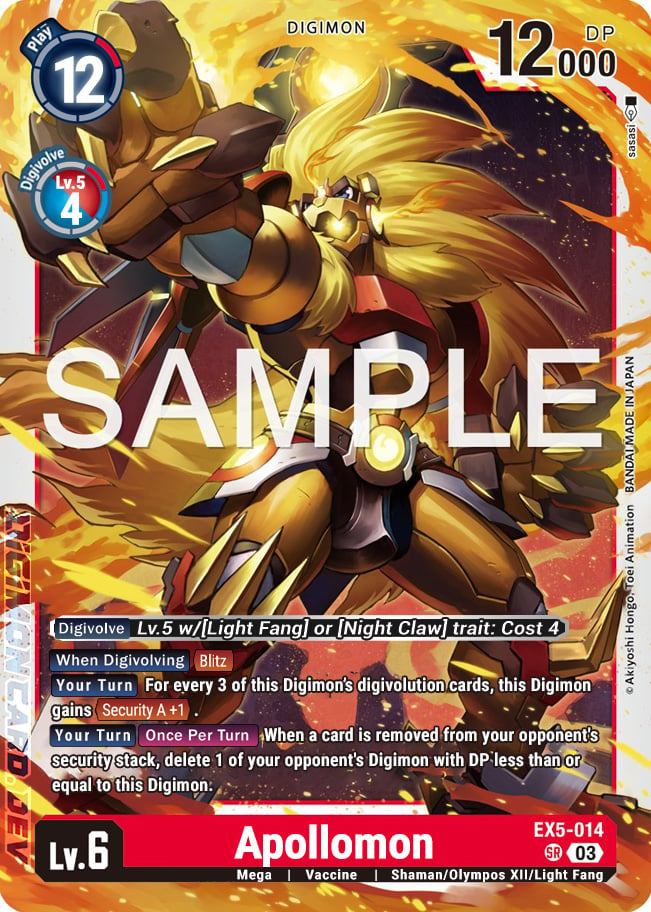 DIGIMON
Play
12
DP
12000
Digivolve
Lv.5
4
sasasi
SAMPLE
© Akiyoshi Hongo, Toei Animation BANDAI MADE IN JAPAN
DIGIMON CARD DEV
Digivolve Lv.5 w/[Light Fang] or [Night Claw] trait: Cost 4
When Digivolving Blitz
Your Turn For every 3 of this Digimon's digivolution cards, this Digimon
gains Security A +1 .
Your Turn Once Per Turn When a card is removed from your opponent's
security stack, delete 1 of your opponent's Digimon with DP less than or
equal to this Digimon.
EX5-014
Lv.6
Apollomon
SR 03
Mega | Vaccine | Shaman/Olympos XII/Light Fang